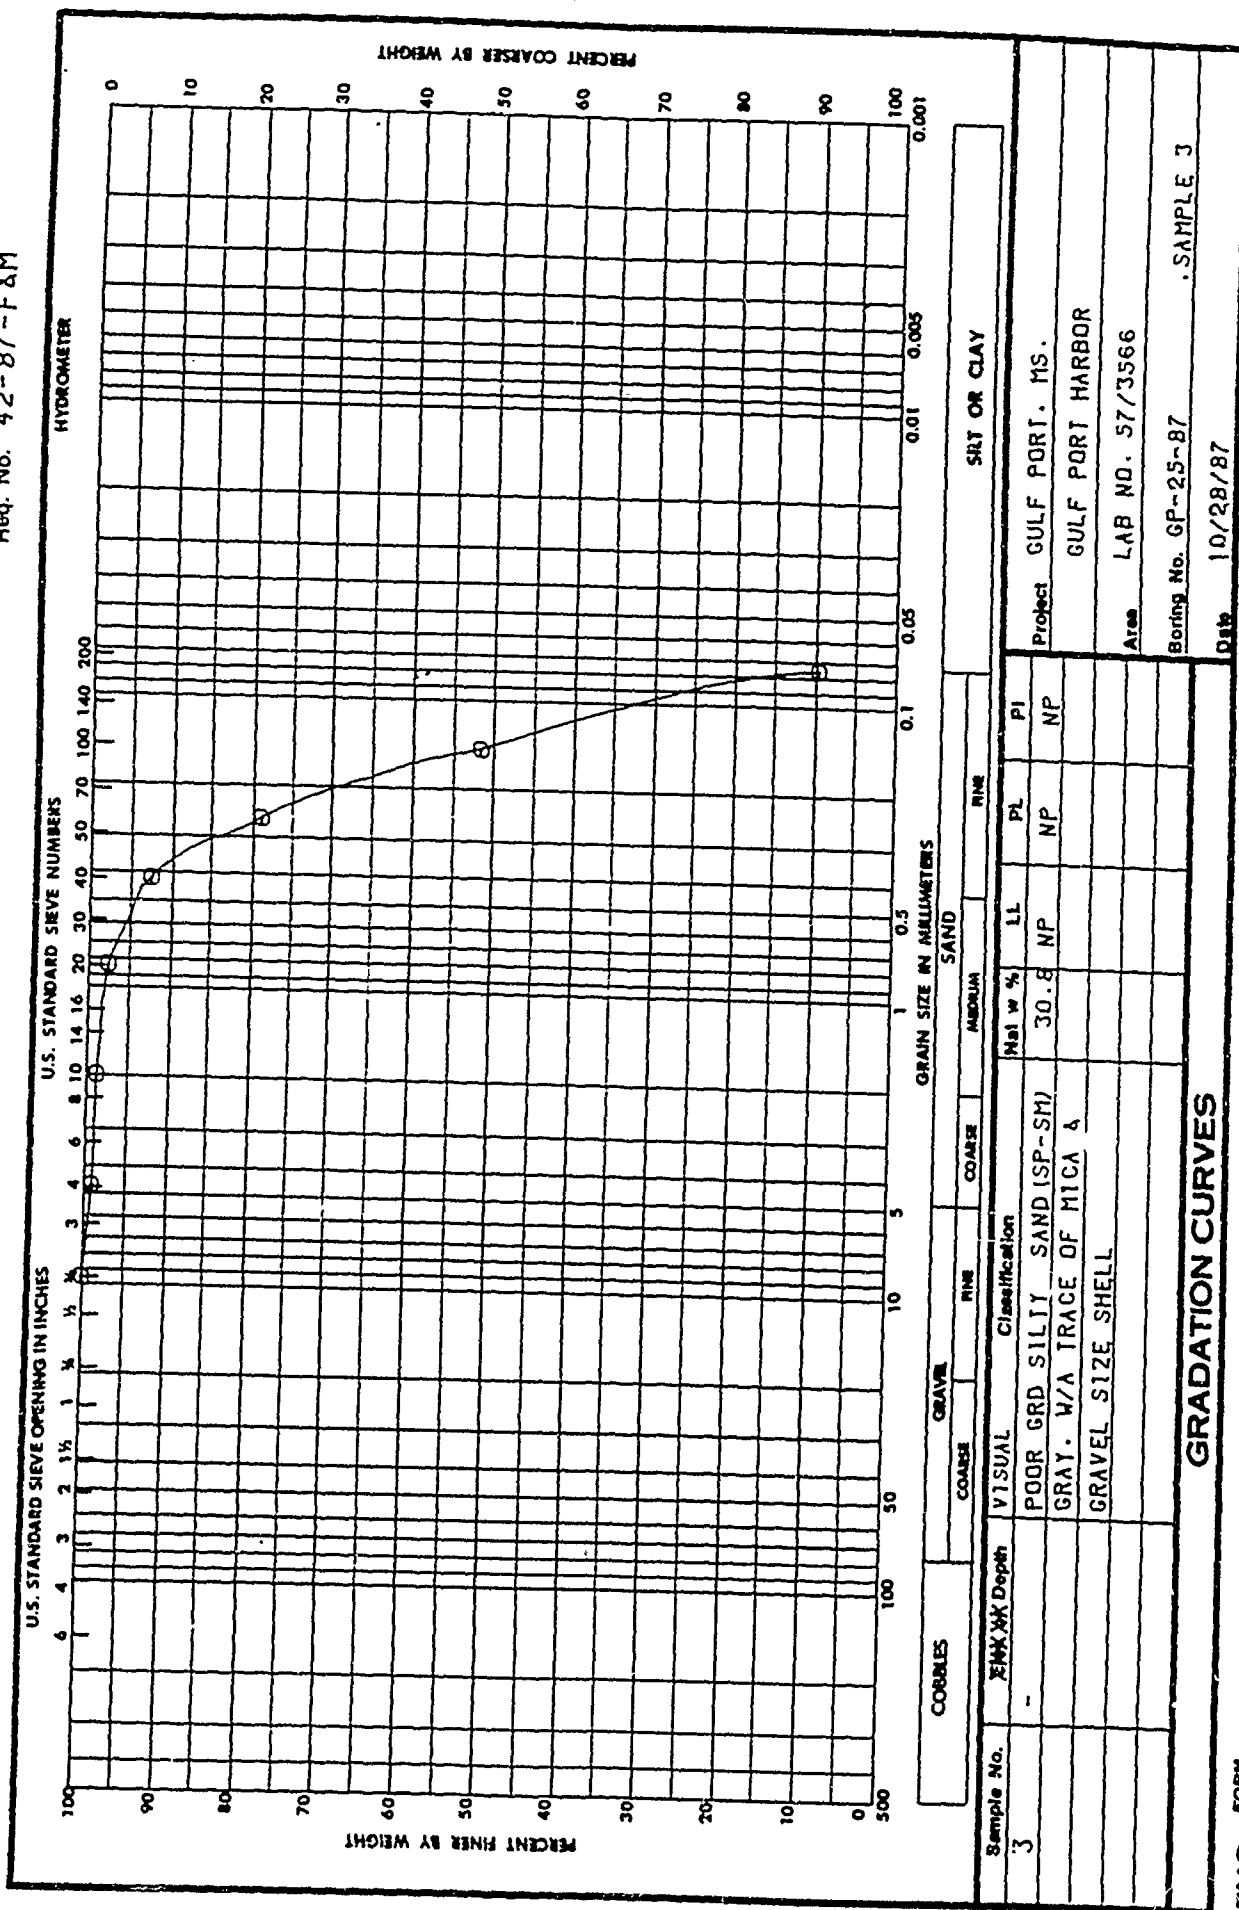 Req. No. 42-87-F&M
U.S. STANDARD SIEVE OPENING IN INCHES
U.S. STANDARD SIEVE NUMBERS
HYDROMETER
6 4 3 2 1½ 1 ¾ ½ ⅜ 3 4 6 8 10 14 16 20 30 40 50 70 100 140 200
PERCENT FINER BY WEIGHT
100 90 80 70 60 50 40 30 20 10 0
PERCENT COARSER BY WEIGHT
0 10 20 30 40 50 60 70 80 90 100
500 100 50 10 5 1 0.5 0.1 0.05 0.01 0.005 0.001
GRAIN SIZE IN MILLIMETERS
COBBLES GRAVEL SAND SILT OR CLAY
COARSE FINE COARSE MEDIUM FINE
Sample No. Depth VISUAL Classification Nat w % LL PL PI
3 - POOR GRD SILTY SAND (SP-SM) 30.8 NP NP NP
GRAY. W/A TRACE OF MICA &
GRAVEL SIZE SHELL
Project GULF PORT. MS.
GULF PORT HARBOR
Area LAB NO. 57/3566
Boring No. GP-25-87 .SAMPLE 3
Date 10/28/87
GRADATION CURVES
FORM